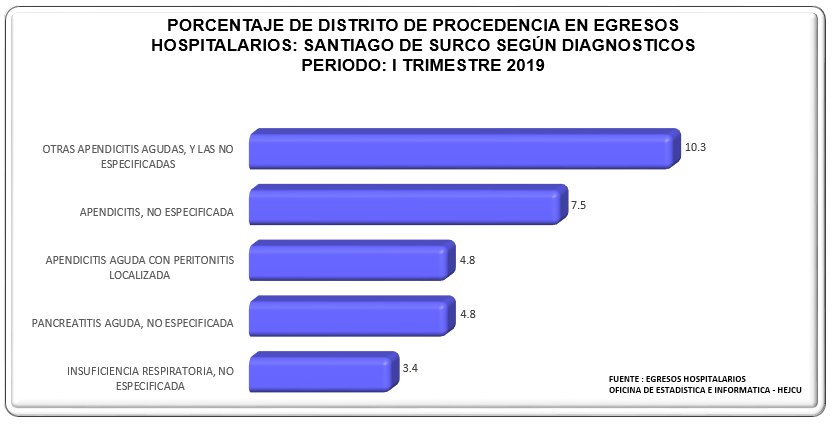 PORCENTAJE DE DISTRITO DE PROCEDENCIA EN EGRESOS
HOSPITALARIOS: SANTIAGO DE SURCO SEGÚN DIAGNOSTICOS
PERIODO: I TRIMESTRE 2019
OTRAS APENDICITIS AGUDAS, Y LAS NO
ESPECIFICADAS
10.3
APENDICITIS, NO ESPECIFICADA
7.5
APENDICITIS AGUDA CON PERITONITIS
LOCALIZADA
4.8
PANCREATITIS AGUDA, NO ESPECIFICADA
4.8
INSUFICIENCIA RESPIRATORIA, NO
ESPECIFICADA
3.4
FUENTE : EGRESOS HOSPITALARIOS
OFICINA DE ESTADISTICA E INFORMATICA - HEJCU